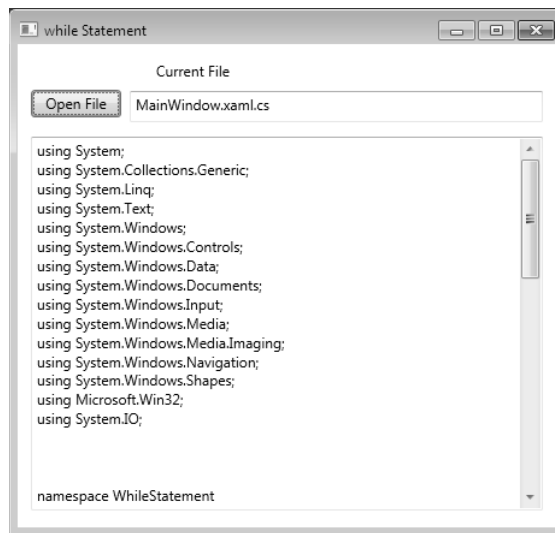 while Statement
Current File
Open File
MainWindow.xaml.cs
using System;
using System.Collections.Generic;
using System.Linq;
using System.Text;
using System.Windows;
using System.Windows.Controls;
using System.Windows.Data;
using System.Windows.Documents;
using System.Windows.Input;
using System.Windows.Media;
using System.Windows.Media.Imaging;
using System.Windows.Navigation;
using System.Windows.Shapes;
using Microsoft.Win32;
using System.IO;
namespace WhileStatement